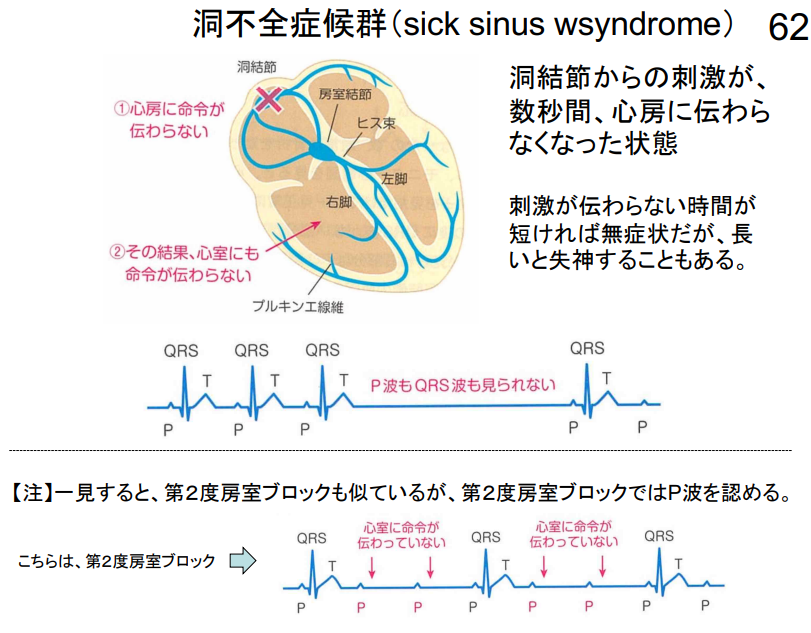 洞不全症候群(sick sinus wsyndrome) 62
洞結節
①心房に命令が
伝わらない
房室結節
ヒス束
左脚
右脚
②その結果、心室にも
命令が伝わらない
プルキンエ線維
洞結節からの刺激が、
数秒間、心房に伝わら
なくなった状態
刺激が伝わらない時間が
短ければ無症状だが、長
いと失神することもある。
QRS QRS QRS QRS
T T T P波もQRS波も見られない T
P P P P P
【注】一見すると、第2度房室ブロックも似ているが、第2度房室ブロックではP波を認める。
こちらは、第2度房室ブロック
心室に命令が
伝わっていない
心室に命令が
伝わっていない
QRS QRS QRS
T T T
P P P P P P P P